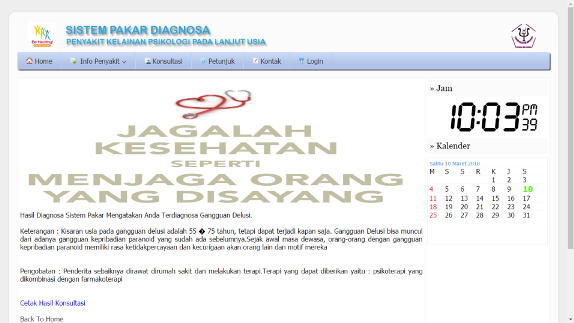 Be Healthy!
SISTEM PAKAR DIAGNOSA
PENYAKIT KELAINAN PSIKOLOGI PADA LANJUT USIA
Home Info Penyakit Konsultasi Petunjuk Kontak Login
JAGALAH
KESEHATAN
SEPERTI
MENJAGA ORANG
YANG DISAYANG
Hasil Diagnosa Sistem Pakar Mengatakan Anda Terdiagnosa Gangguan Delusi.
Keterangan : Kisaran usia pada gangguan delusi adalah 55 � 75 tahun, tetapi dapat terjadi kapan saja. Gangguan Delusi bisa muncul
dari adanya gangguan kepribadian paranoid yang sudah ada sebelumnya.Sejak awal masa dewasa, orang-orang dengan gangguan
kepribadian paranoid memiliki rasa ketidakpercayaan dan kecurigaan akan orang lain dan motif mereka
Pengobatan : Penderita sebaiknya dirawat dirumah sakit dan melakukan terapi.Terapi yang dapat diberikan yaitu : psikoterapi yang
dikombinasi dengan farmakoterapi
Cetak Hasil Konsultasi
Back To Home
» Jam
10:03 PM 39
» Kalender
Sabtu 10 Maret 2018
M S S R K J S
1 2 3
4 5 6 7 8 9 10
11 12 13 14 15 16 17
18 19 20 21 22 23 24
25 26 27 28 29 30 31